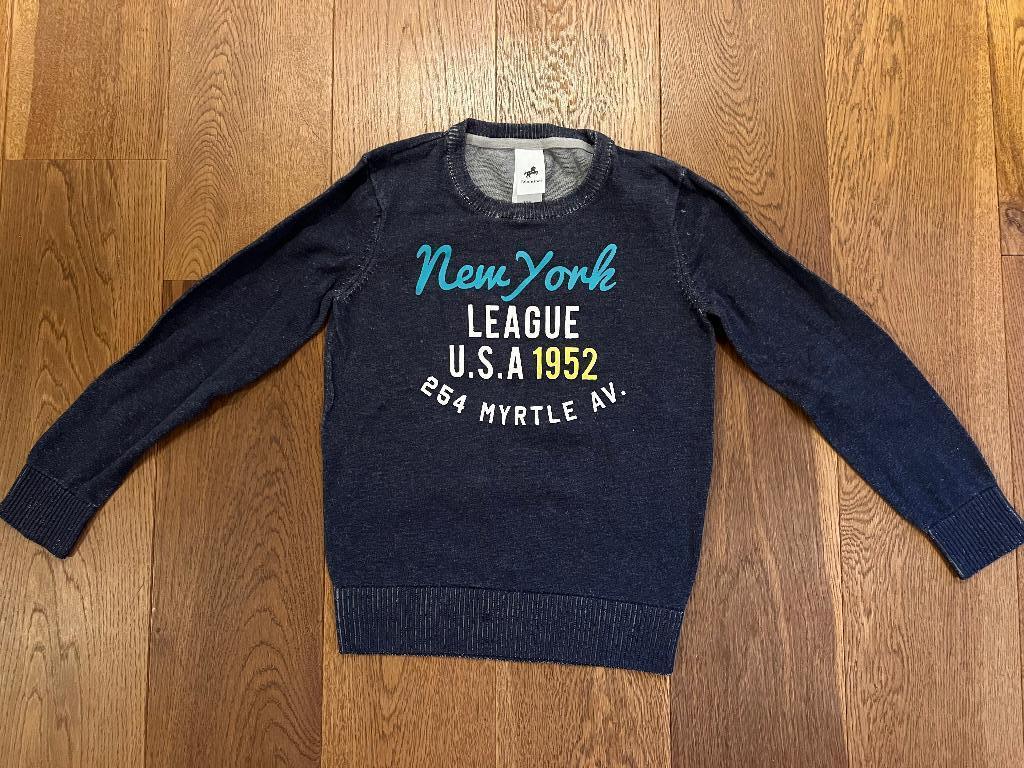 New York
LEAGUE
U.S.A 1952
254 MYRTLE AV.